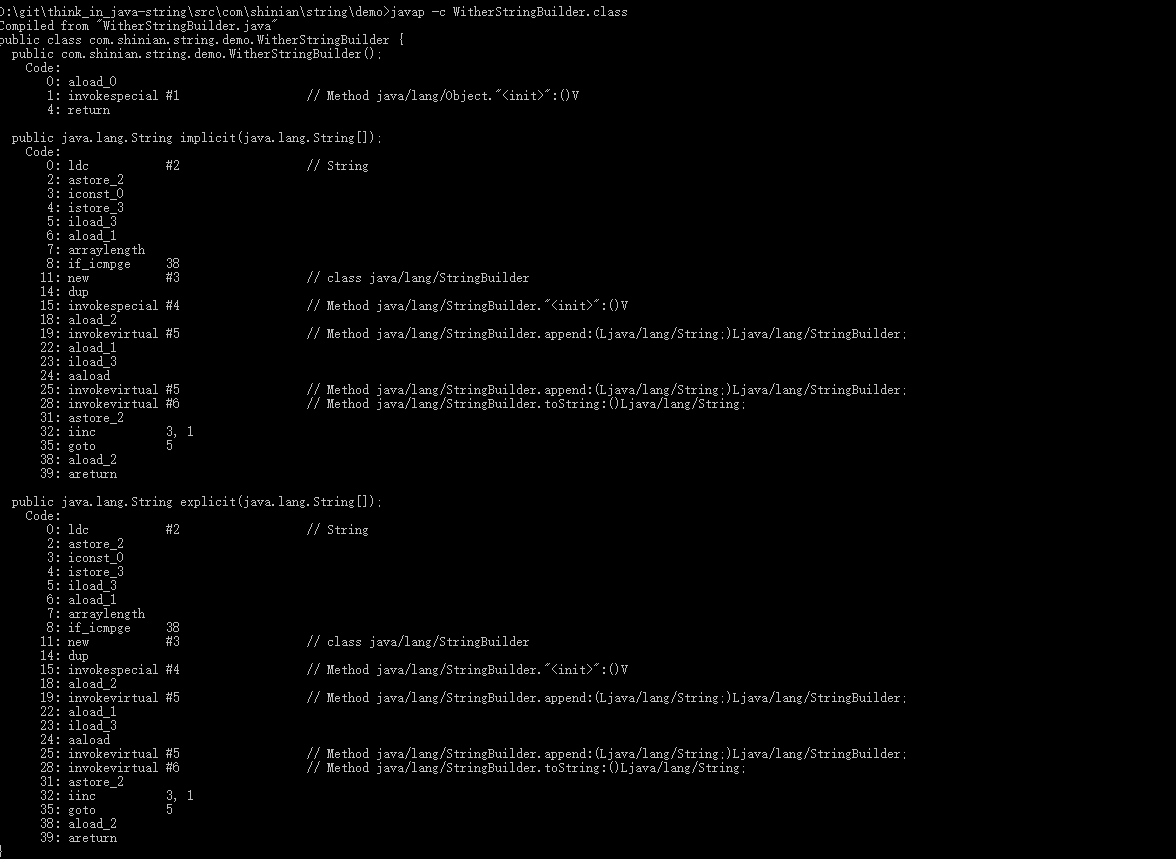 D:\git\think_in_java-string\src\com\shinian\string\demo>javap -c WitherStringBuilder.class
Compiled from "WitherStringBuilder.java"
public class com.shinian.string.demo.WitherStringBuilder {
  public com.shinian.string.demo.WitherStringBuilder();
    Code:
       0: aload_0
       1: invokespecial #1                  // Method java/lang/Object."<init>":()V
       4: return

  public java.lang.String implicit(java.lang.String[]);
    Code:
       0: ldc           #2                  // String
       2: astore_2
       3: iconst_0
       4: istore_3
       5: iload_3
       6: aload_1
       7: arraylength
       8: if_icmpge     38
      11: new           #3                  // class java/lang/StringBuilder
      14: dup
      15: invokespecial #4                  // Method java/lang/StringBuilder."<init>":()V
      18: aload_2
      19: invokevirtual #5                  // Method java/lang/StringBuilder.append:(Ljava/lang/String;)Ljava/lang/StringBuilder;
      22: aload_1
      23: iload_3
      24: aaload
      25: invokevirtual #5                  // Method java/lang/StringBuilder.append:(Ljava/lang/String;)Ljava/lang/StringBuilder;
      28: invokevirtual #6                  // Method java/lang/StringBuilder.toString:()Ljava/lang/String;
      31: astore_2
      32: iinc          3, 1
      35: goto          5
      38: aload_2
      39: areturn

  public java.lang.String explicit(java.lang.String[]);
    Code:
       0: ldc           #2                  // String
       2: astore_2
       3: iconst_0
       4: istore_3
       5: iload_3
       6: aload_1
       7: arraylength
       8: if_icmpge     38
      11: new           #3                  // class java/lang/StringBuilder
      14: dup
      15: invokespecial #4                  // Method java/lang/StringBuilder."<init>":()V
      18: aload_2
      19: invokevirtual #5                  // Method java/lang/StringBuilder.append:(Ljava/lang/String;)Ljava/lang/StringBuilder;
      22: aload_1
      23: iload_3
      24: aaload
      25: invokevirtual #5                  // Method java/lang/StringBuilder.append:(Ljava/lang/String;)Ljava/lang/StringBuilder;
      28: invokevirtual #6                  // Method java/lang/StringBuilder.toString:()Ljava/lang/String;
      31: astore_2
      32: iinc          3, 1
      35: goto          5
      38: aload_2
      39: areturn
}